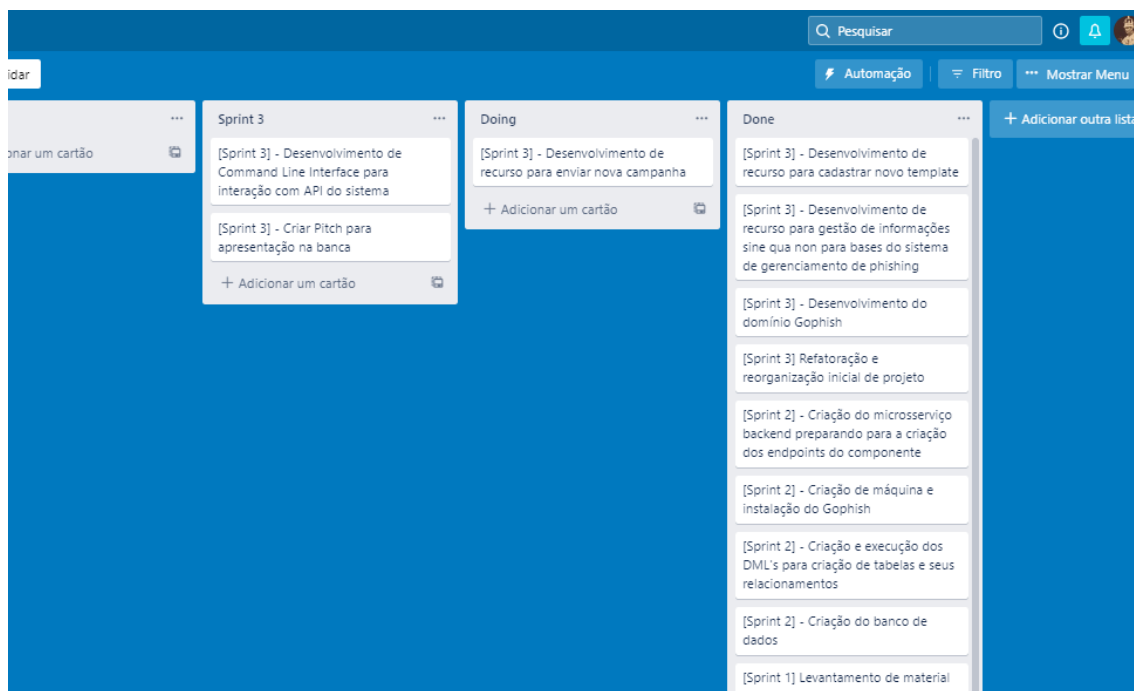 Pesquisar
idar
Automação
Filtro
··· Mostrar Menu
···
onar um cartão
Sprint 3 ···
[Sprint 3] - Desenvolvimento de
Command Line Interface para
interação com API do sistema
[Sprint 3] - Criar Pitch para
apresentação na banca
+ Adicionar um cartão
Doing ···
[Sprint 3] - Desenvolvimento de
recurso para enviar nova campanha
+ Adicionar um cartão
Done ···
[Sprint 3] - Desenvolvimento de
recurso para cadastrar novo template
[Sprint 3] - Desenvolvimento de
recurso para gestão de informações
sine qua non para bases do sistema
de gerenciamento de phishing
[Sprint 3] - Desenvolvimento do
domínio Gophish
[Sprint 3] Refatoração e
reorganização inicial de projeto
[Sprint 2] - Criação do microsserviço
backend preparando para a criação
dos endpoints do componente
[Sprint 2] - Criação de máquina e
instalação do Gophish
[Sprint 2] - Criação e execução dos
DML's para criação de tabelas e seus
relacionamentos
[Sprint 2] - Criação do banco de
dados
[Sprint 1] Levantamento de material
+ Adicionar outra lista